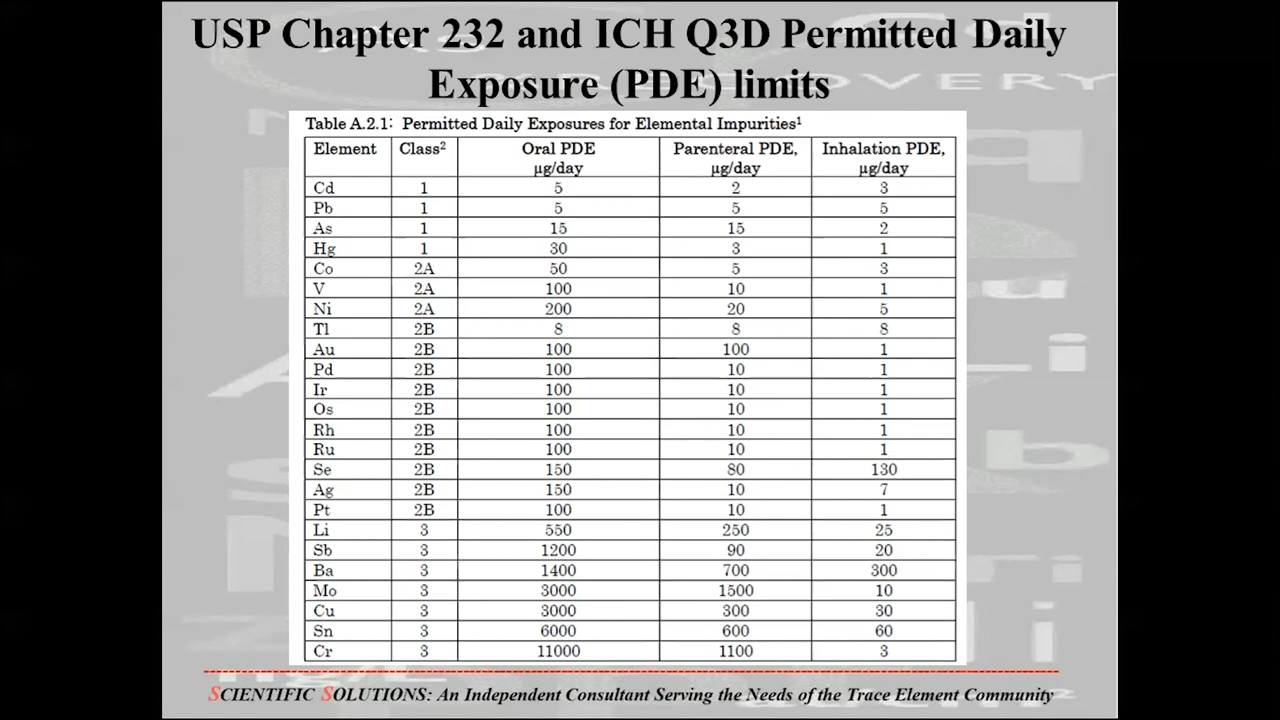 USP Chapter 232 and ICH Q3D Permitted Daily
Exposure (PDE) limits
Table A.2.1: Permitted Daily Exposures for Elemental Impurities¹
Element Class² Oral PDE µg/day Parenteral PDE, µg/day Inhalation PDE, µg/day
Cd 1 5 2 3
Pb 1 5 5 5
As 1 15 15 2
Hg 1 30 3 1
Co 2A 50 5 3
V 2A 100 10 1
Ni 2A 200 20 5
Tl 2B 8 8 8
Au 2B 100 100 1
Pd 2B 100 10 1
Ir 2B 100 10 1
Os 2B 100 10 1
Rh 2B 100 10 1
Ru 2B 100 10 1
Se 2B 150 80 130
Ag 2B 150 10 7
Pt 2B 100 10 1
Li 3 550 250 25
Sb 3 1200 90 20
Ba 3 1400 700 300
Mo 3 3000 1500 10
Cu 3 3000 300 30
Sn 3 6000 600 60
Cr 3 11000 1100 3
SCIENTIFIC SOLUTIONS: An Independent Consultant Serving the Needs of the Trace Element Community